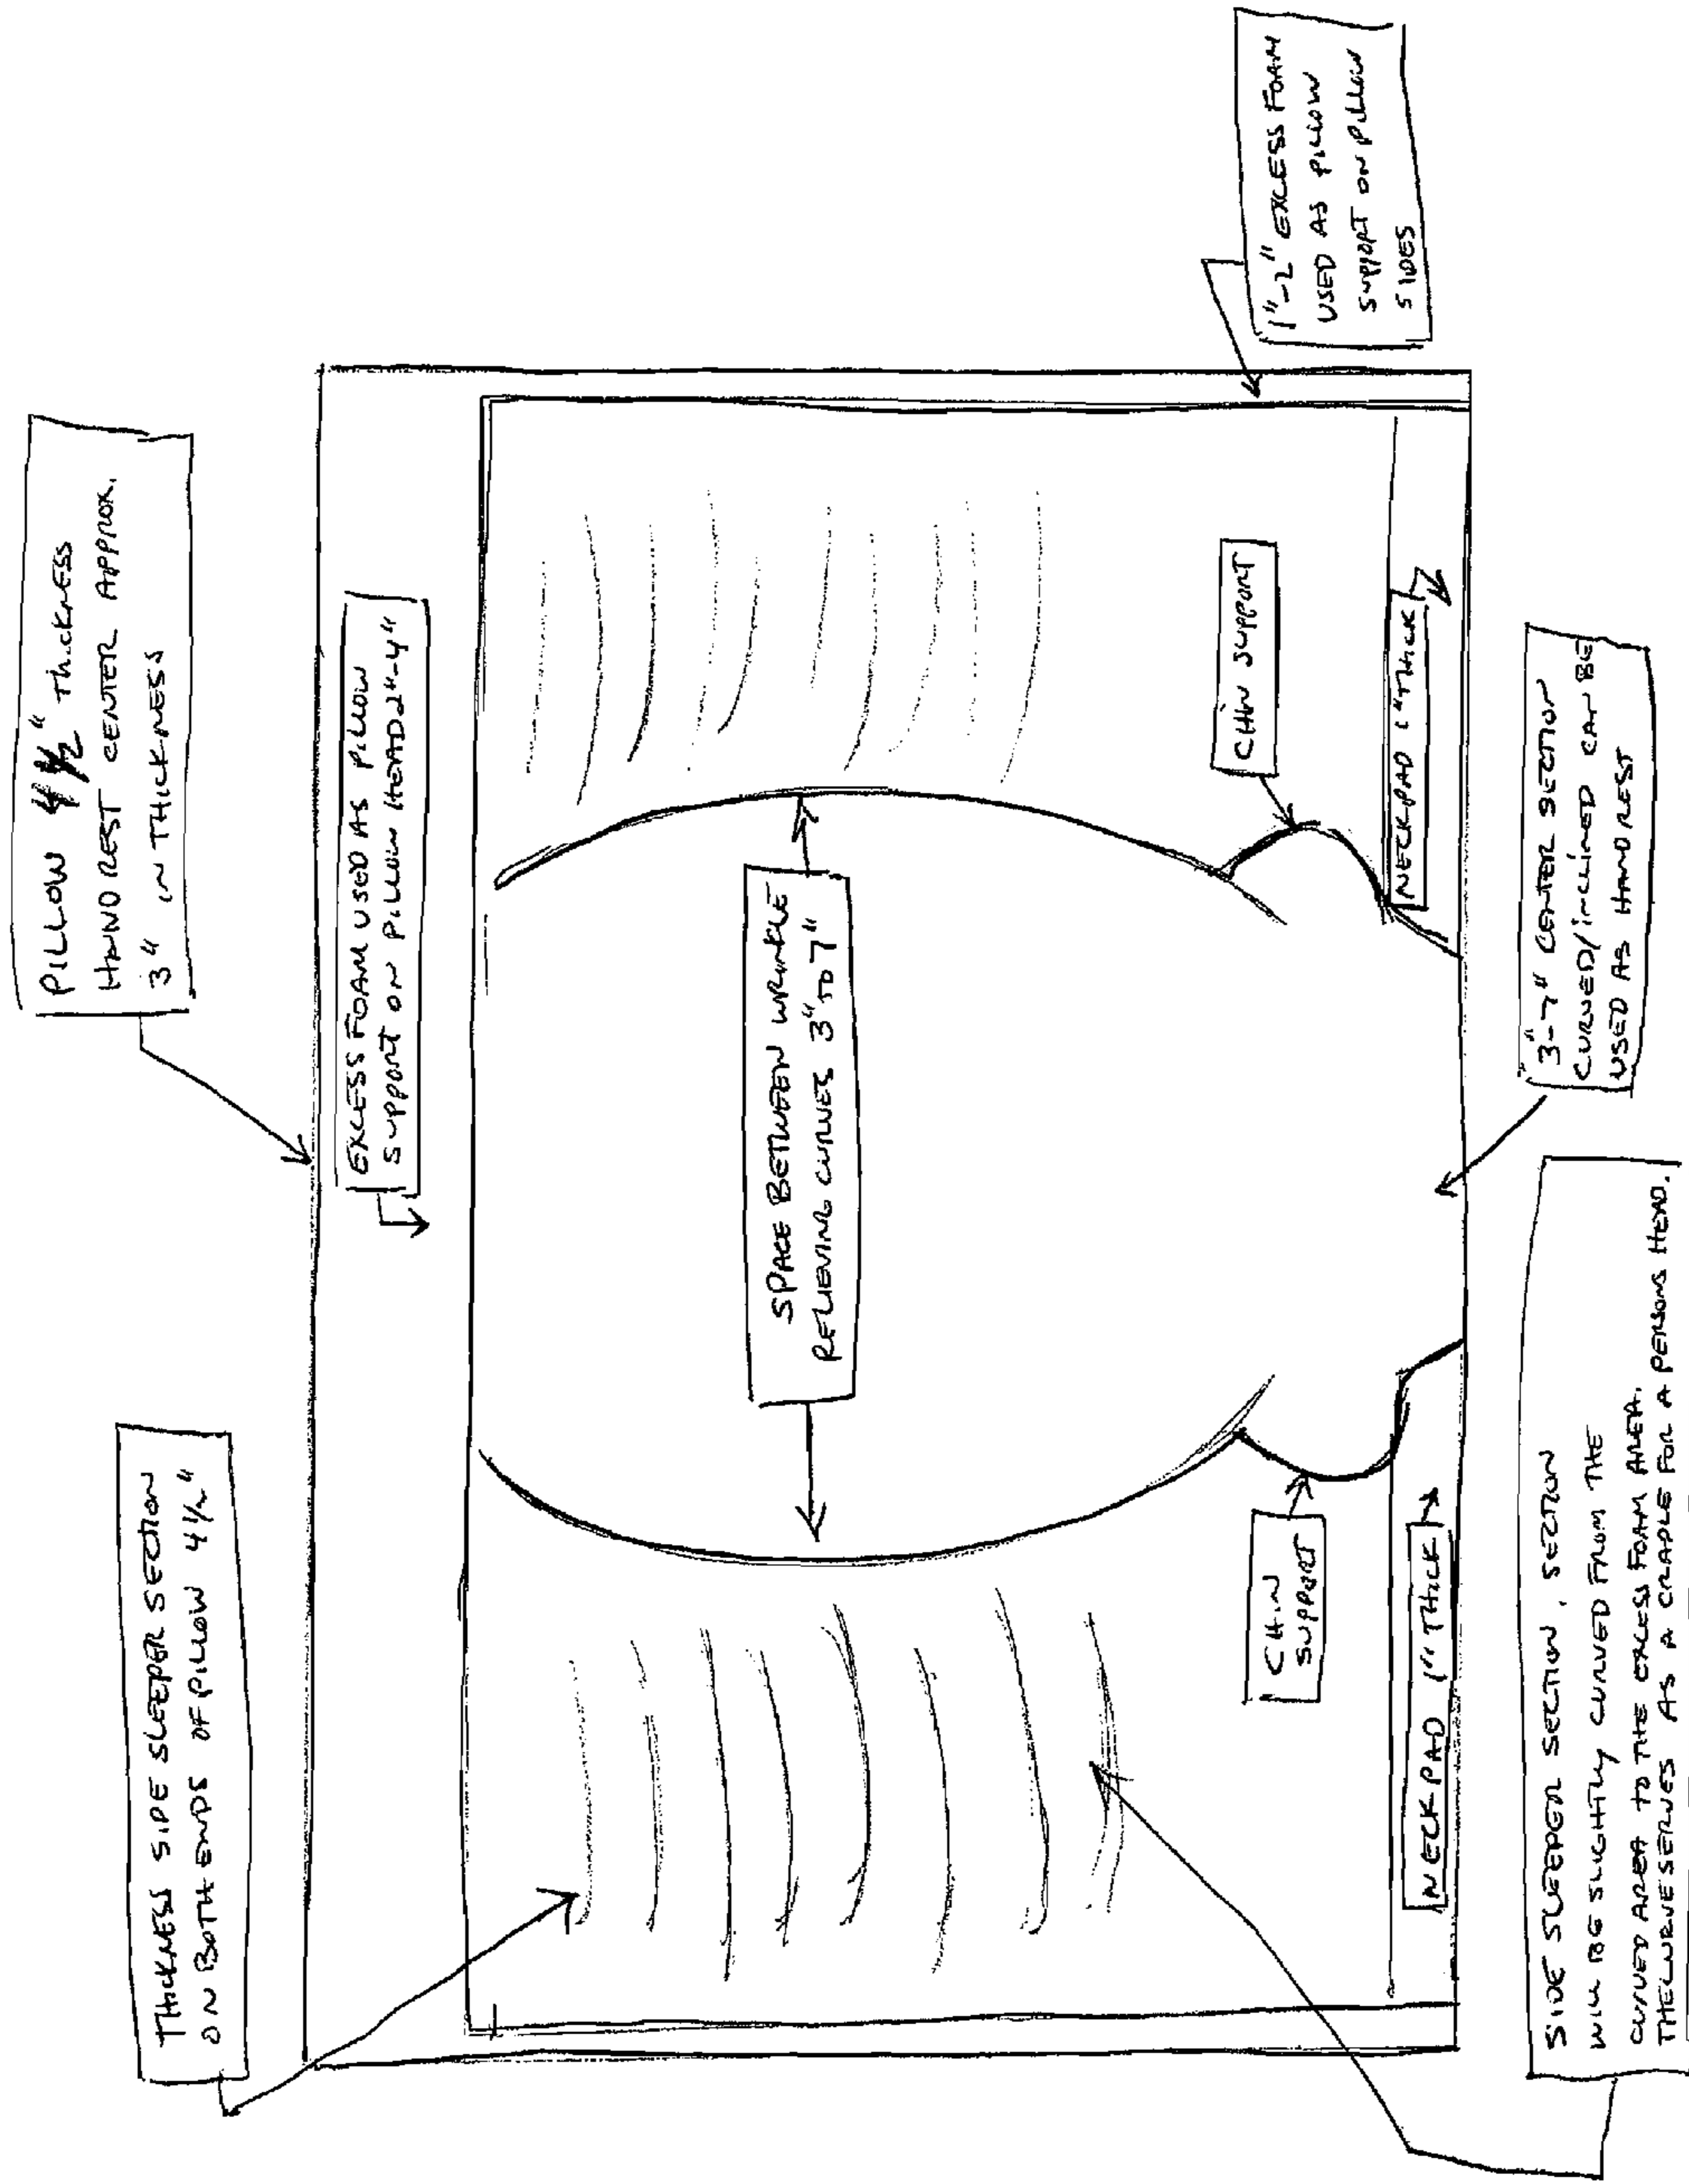 THICKNESS SIDE SLEEPER SECTION
ON BOTH ENDS OF PILLOW 4 1/2"
PILLOW 4 1/2" THICKNESS
HAND REST CENTER APPROX.
3" IN THICKNESS
EXCESS FOAM USED AS PILLOW
SUPPORT ON PILLOW HEAD 2"-4"
SPACE BETWEEN WRINKLE
RELIEVING CURVES 3" TO 7"
1"-2" EXCESS FOAM
USED AS PILLOW
SUPPORT ON PILLOW
SIDES
CHIN
SUPPORT
CHIN SUPPORT
NECKPAD 1" THICK
NECKPAD 1" THICK
SIDE SLEEPER SECTION, SECTION
WILL BE SLIGHTLY CURVED FROM THE
CURVED AREA TO THE EXCESS FOAM AREA.
THE CURVE SERVES AS A CRADLE FOR A PERSONS HEAD.
3"-7" CENTER SECTION
CURVED/INCLINED CAN BE
USED AS HANDREST